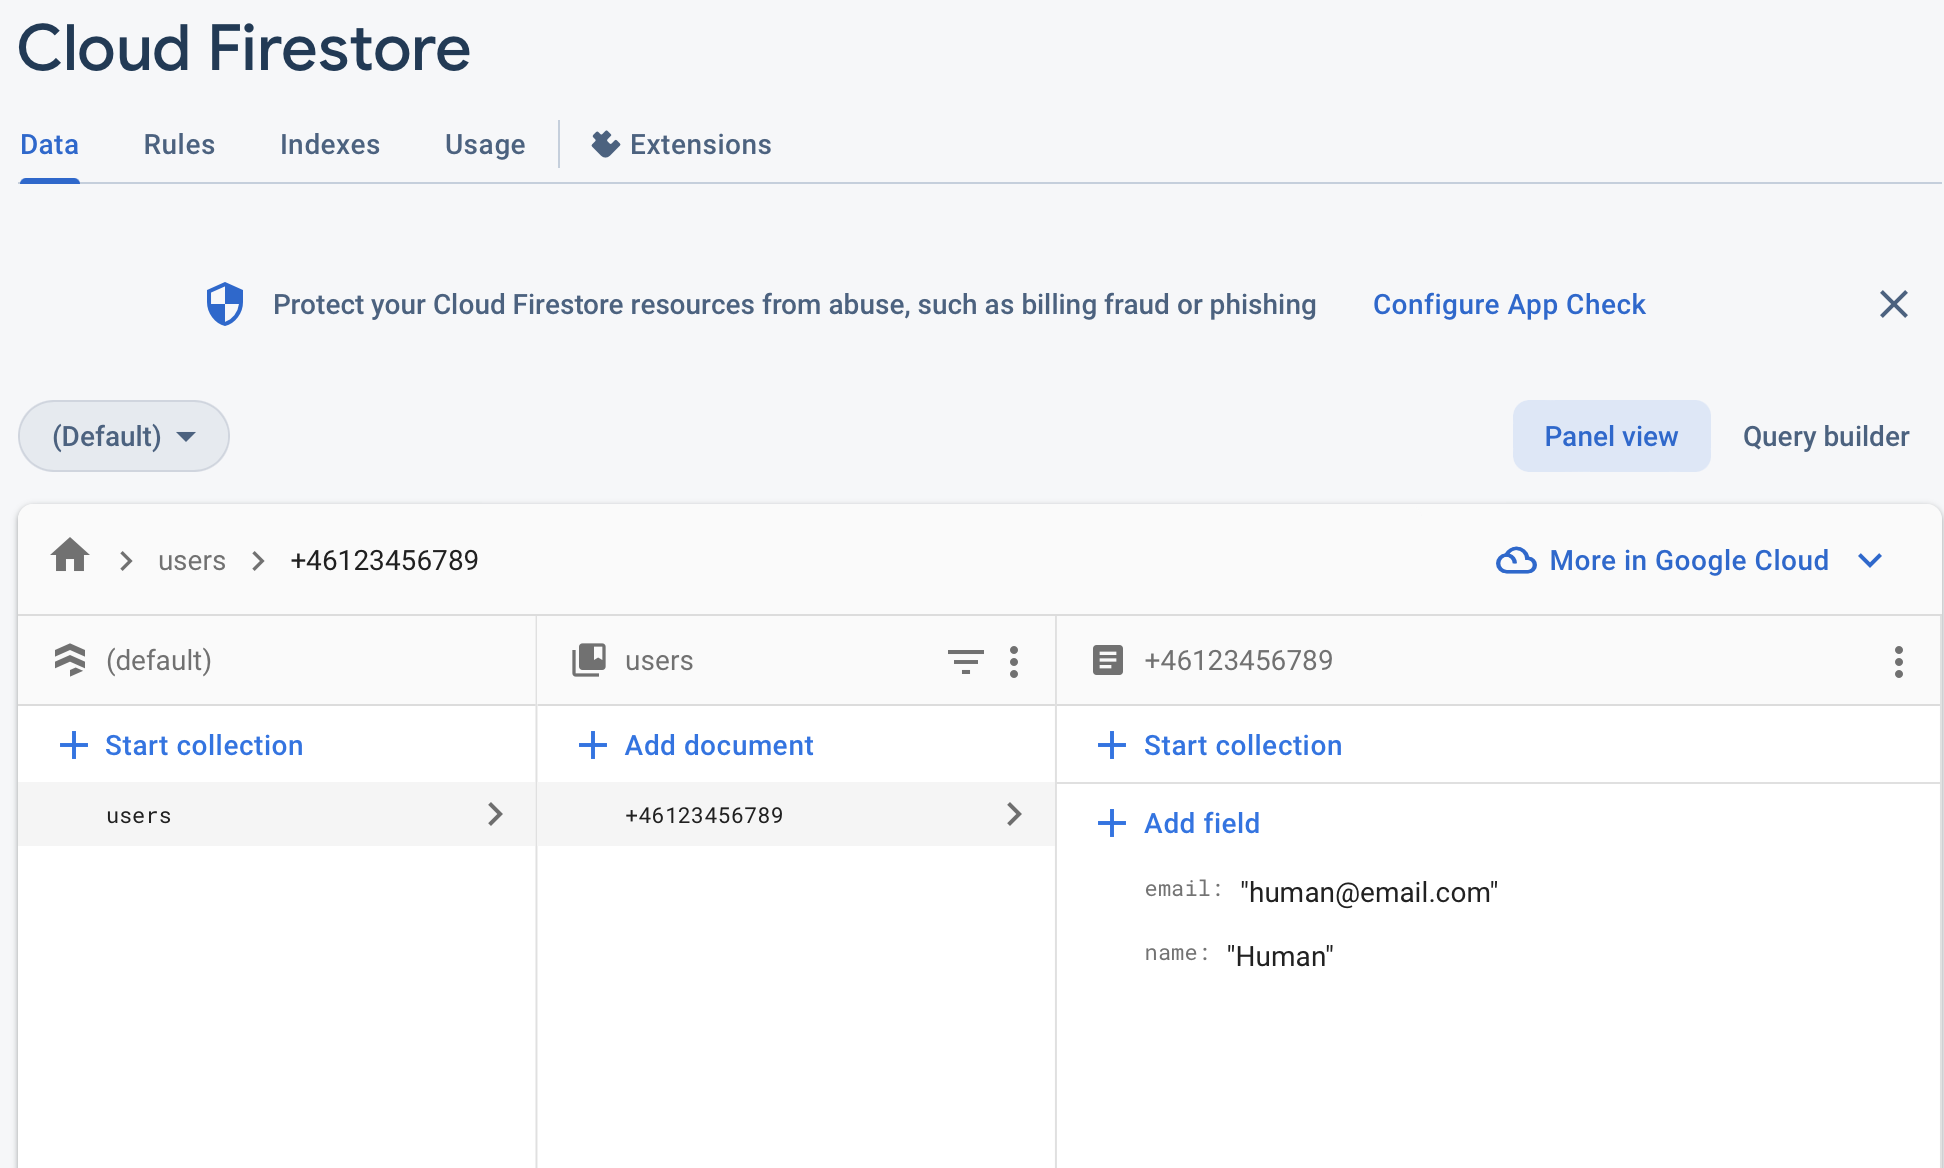 Cloud Firestore
Data Rules Indexes Usage Extensions
Protect your Cloud Firestore resources from abuse, such as billing fraud or phishing Configure App Check
(Default) Panel view Query builder
users +46123456789 More in Google Cloud
(default) users +46123456789
Start collection Add document Start collection
users +46123456789 Add field
email: "human@email.com"
name: "Human"